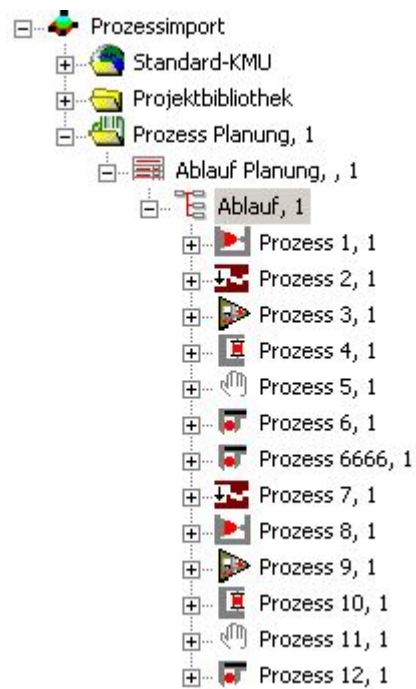 Prozessimport
Standard-KMU
Projektbibliothek
Prozess Planung, 1
Ablauf Planung, , 1
Ablauf, 1
Prozess 1, 1
Prozess 2, 1
Prozess 3, 1
Prozess 4, 1
Prozess 5, 1
Prozess 6, 1
Prozess 6666, 1
Prozess 7, 1
Prozess 8, 1
Prozess 9, 1
Prozess 10, 1
Prozess 11, 1
Prozess 12, 1